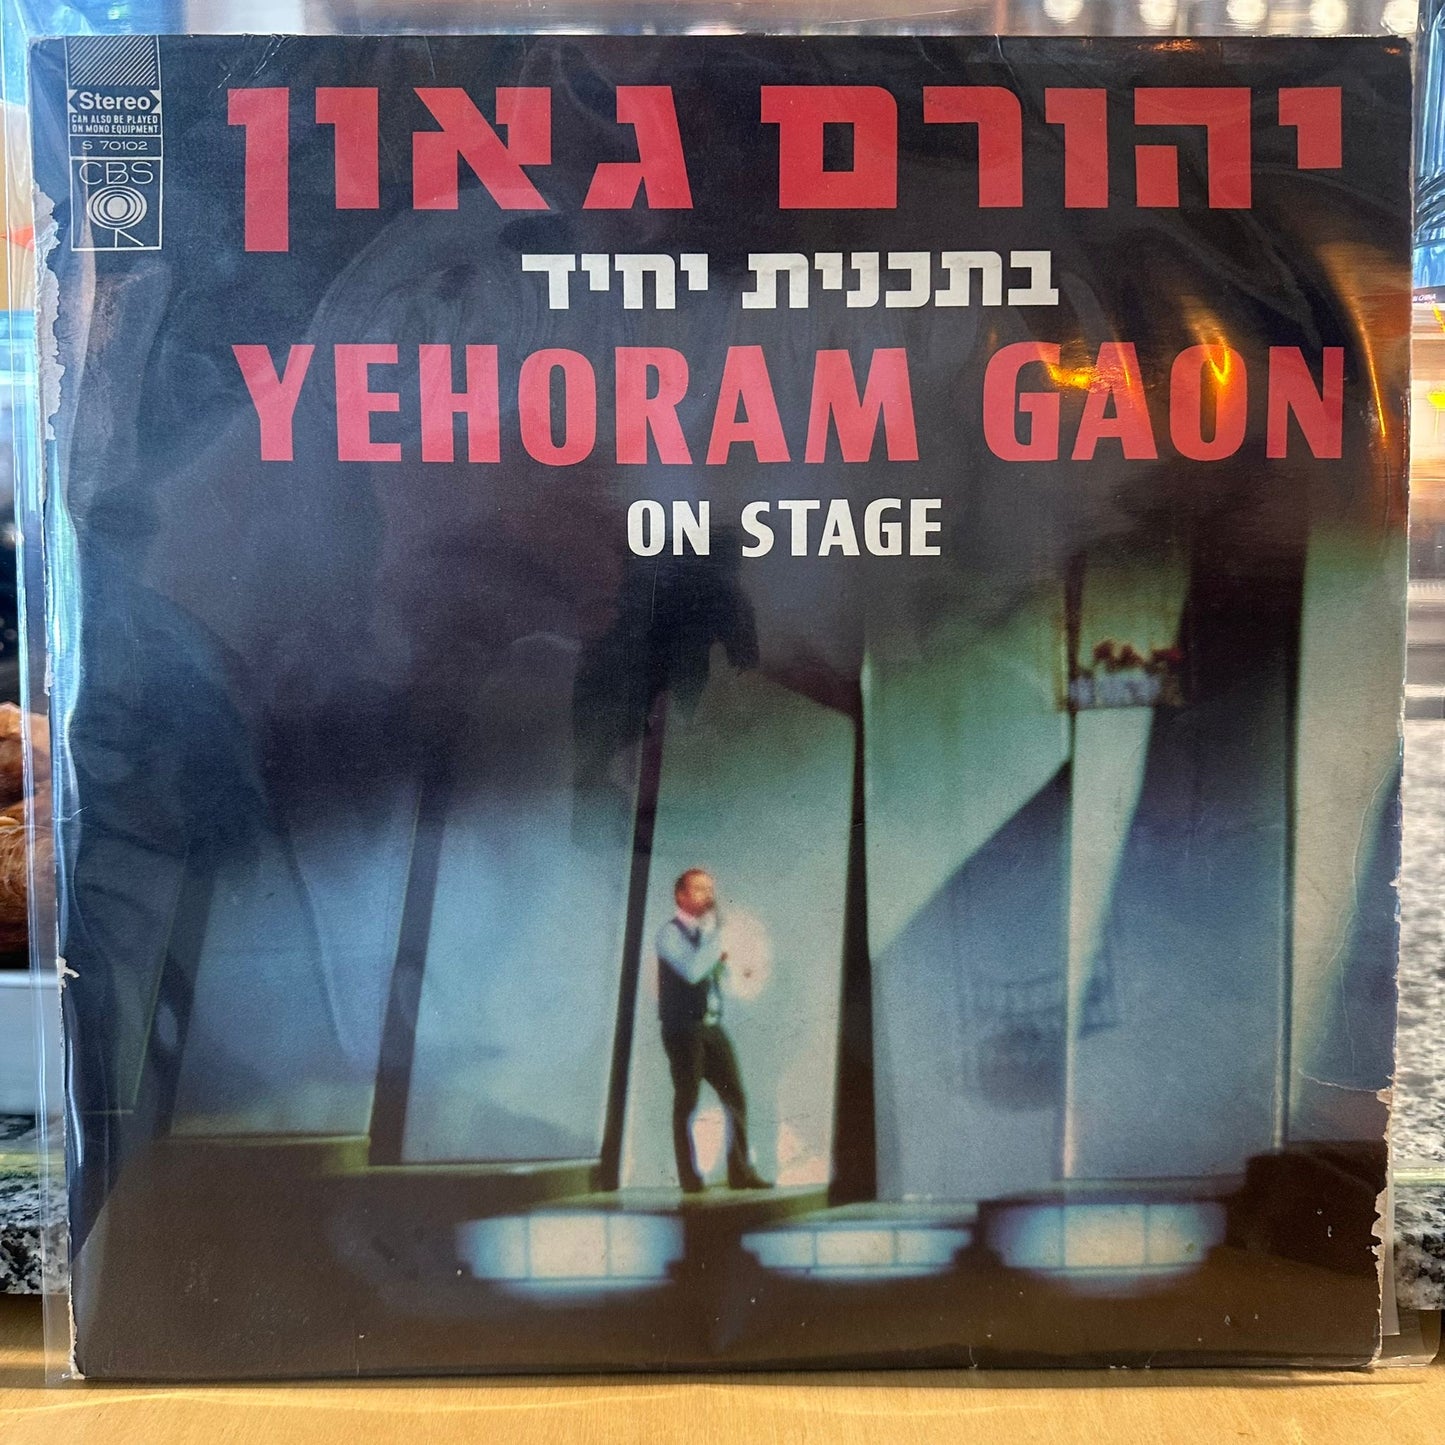 Stereo
CAN ALSO BE PLAYED
ON MONO EQUIPMENT
S 70102
CBS
יהורם גאון
בתכנית יחיד
YEHORAM GAON
ON STAGE